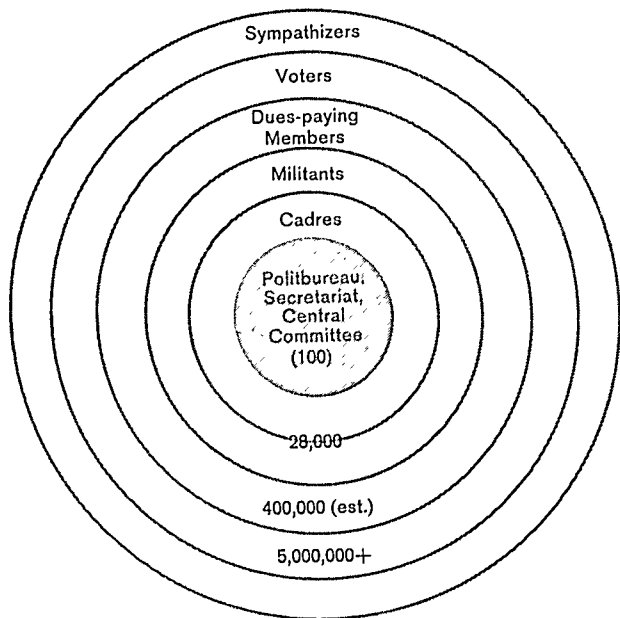 Sympathizers
Voters
Dues-paying
Members
Militants
Cadres
Politbureau,
Secretariat,
Central
Committee
(100)
28,000
400,000 (est.)
5,000,000+